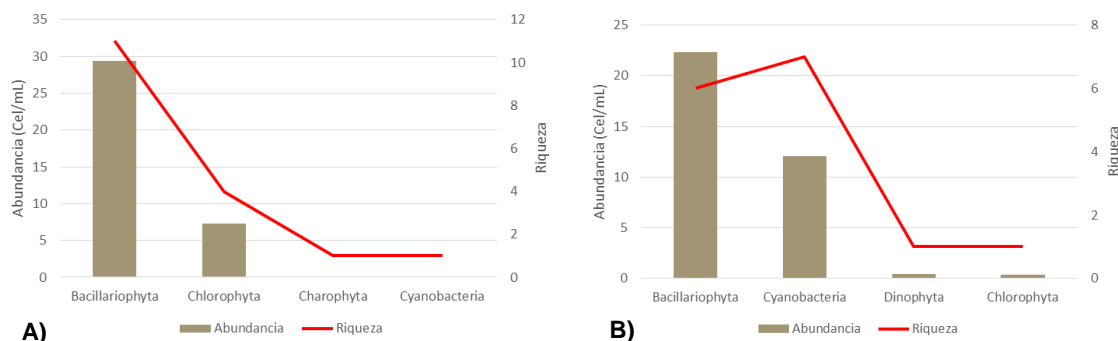 35
30
25
20
15
10
5
0
Abundancia (Cel/mL)
12
10
8
6
4
2
0
Riqueza
Bacillariophyta Chlorophyta Charophyta Cyanobacteria
Abundancia Riqueza
A)
25
20
15
10
5
0
Abundancia (Cel/mL)
8
6
4
2
0
Riqueza
Bacillariophyta Cyanobacteria Dinophyta Chlorophyta
Abundancia Riqueza
B)